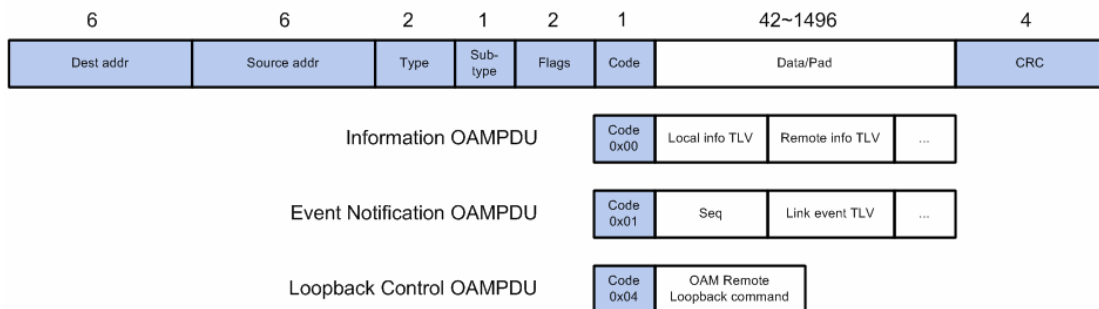 6 6 2 1 2 1 42~1496 4
Dest addr Source addr Type Sub-
type Flags Code Data/Pad CRC
Information OAMPDU
Code
0x00
Local info TLV Remote info TLV ...
Event Notification OAMPDU
Code
0x01
Seq Link event TLV ...
Loopback Control OAMPDU
Code
0x04
OAM Remote
Loopback command